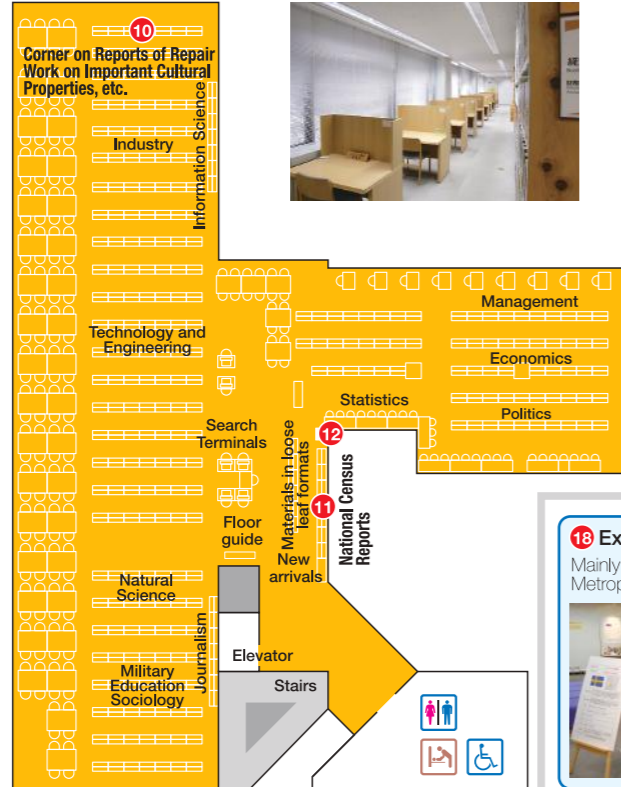 10
Corner on Reports of Repair
Work on Important Cultural
Properties, etc.
Information Science
Industry
Technology and
Engineering
Management
Economics
Politics
Statistics
Search
Terminals
Materials in loose
leaf formats
12
11
National Census
Reports
Floor
guide
New
arrivals
Natural
Science
Journalism
Elevator
Military
Education
Sociology
Stairs
18 Ex
Mainly
Metrop